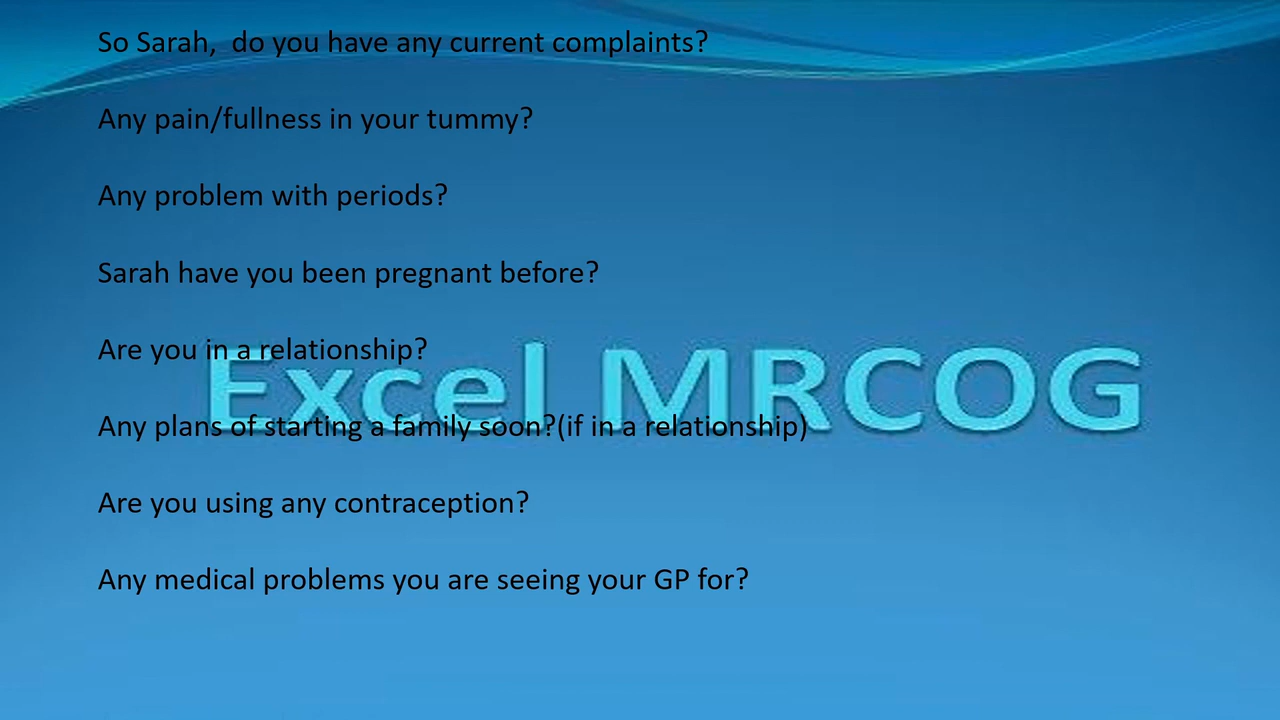 So Sarah,  do you have any current complaints?
Any pain/fullness in your tummy?
Any problem with periods?
Sarah have you been pregnant before?
Are you in a relationship?
Excel MRCOG
Any plans of starting a family soon?(if in a relationship)
Are you using any contraception?
Any medical problems you are seeing your GP for?